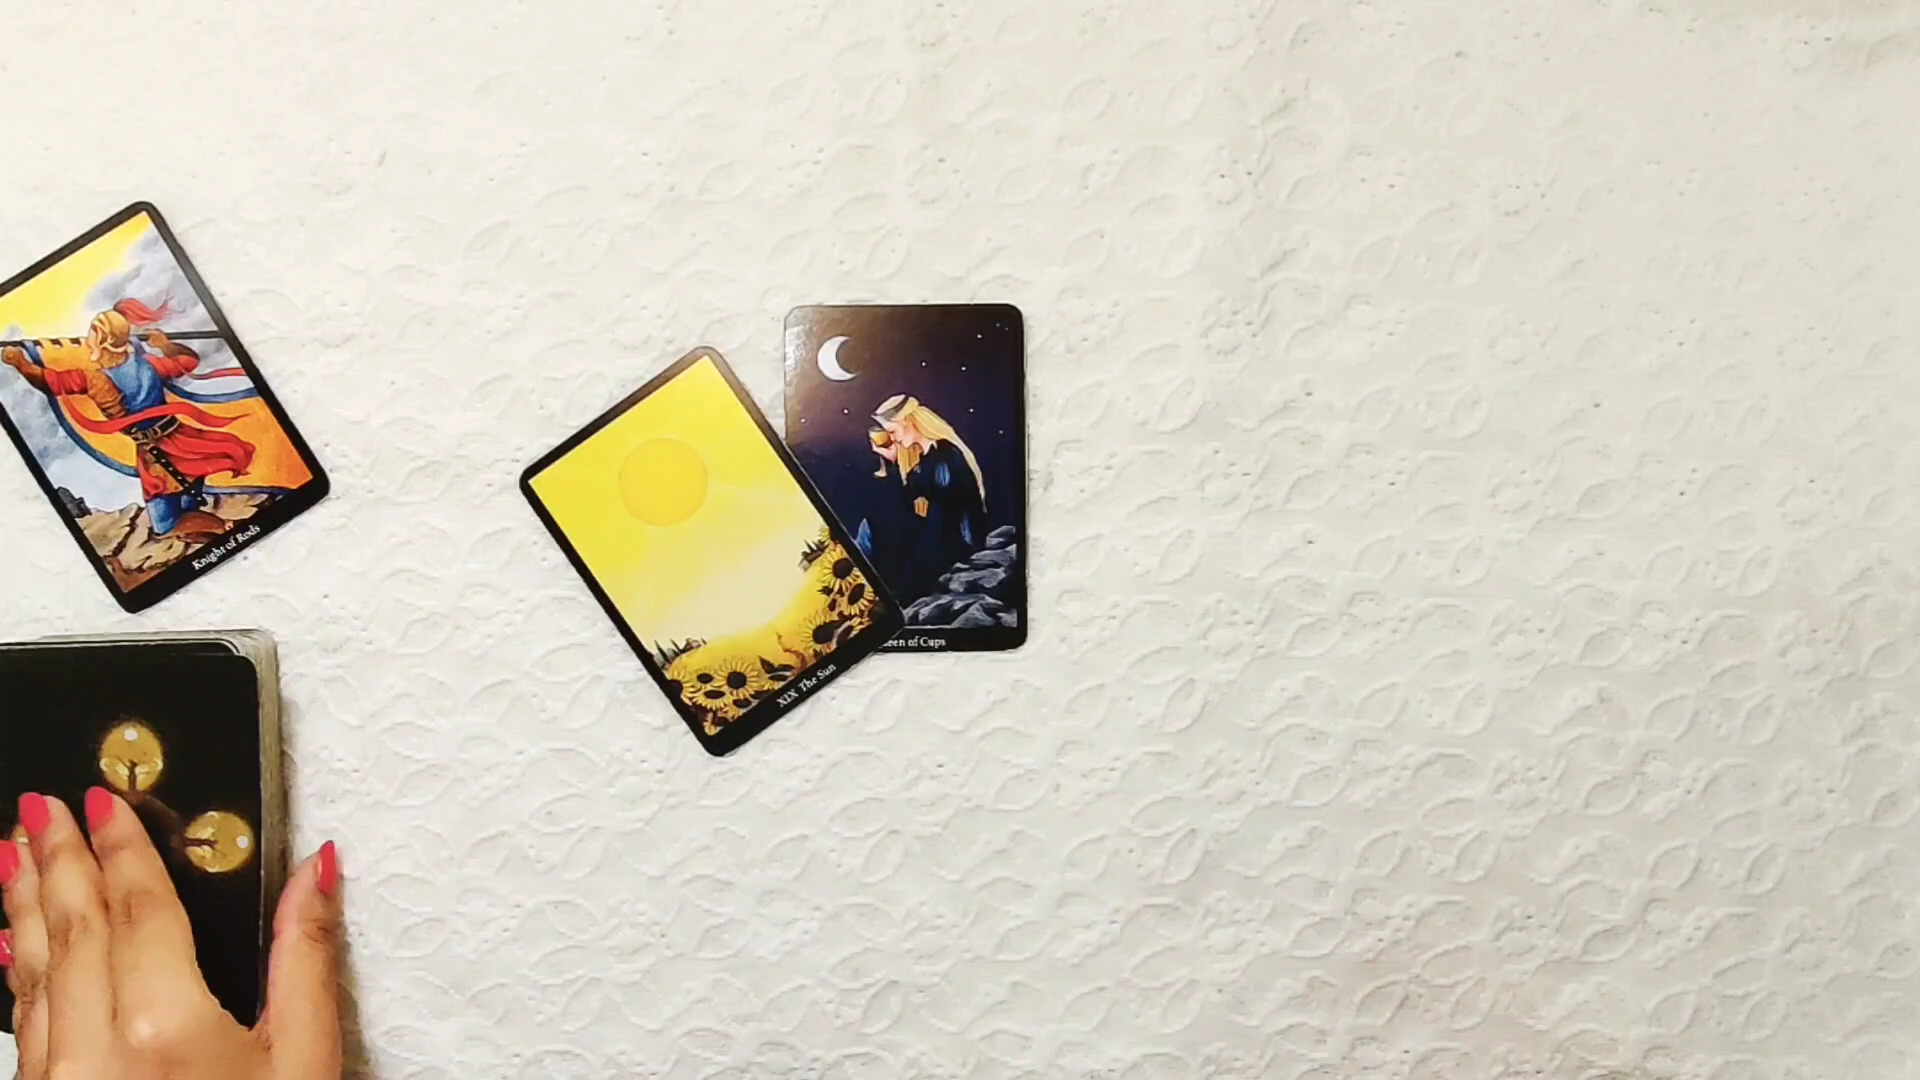 Knight of Rods
XIX The Sun
een of Cups